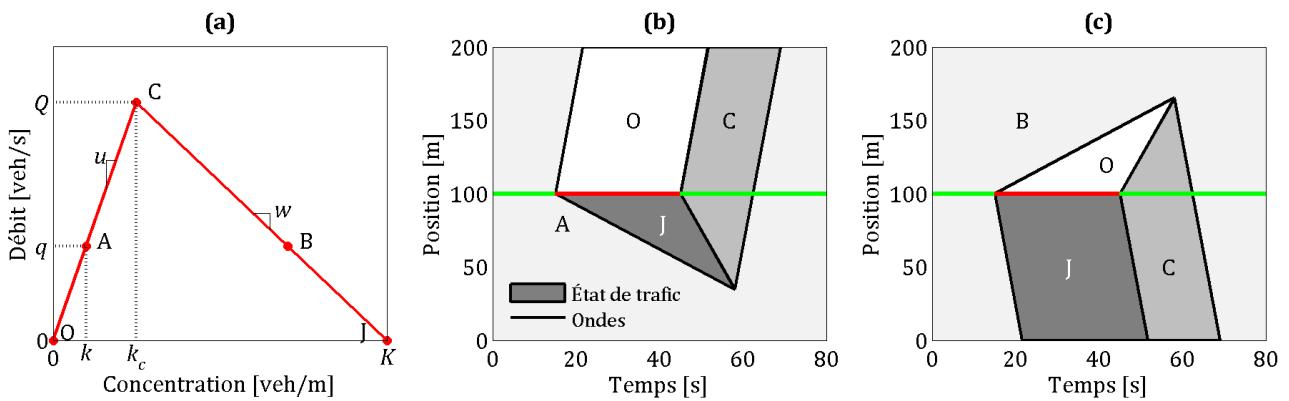 (a)
Débit [veh/s]
Q
q
0
u
w
C
A
B
O
J
0
k
k_c
K
Concentration [veh/m]
(b)
Position [m]
200
150
100
50
0
O
C
A
J
État de trafic
Ondes
0
20
40
60
80
Temps [s]
(c)
Position [m]
200
150
100
50
0
B
O
J
C
0
20
40
60
80
Temps [s]